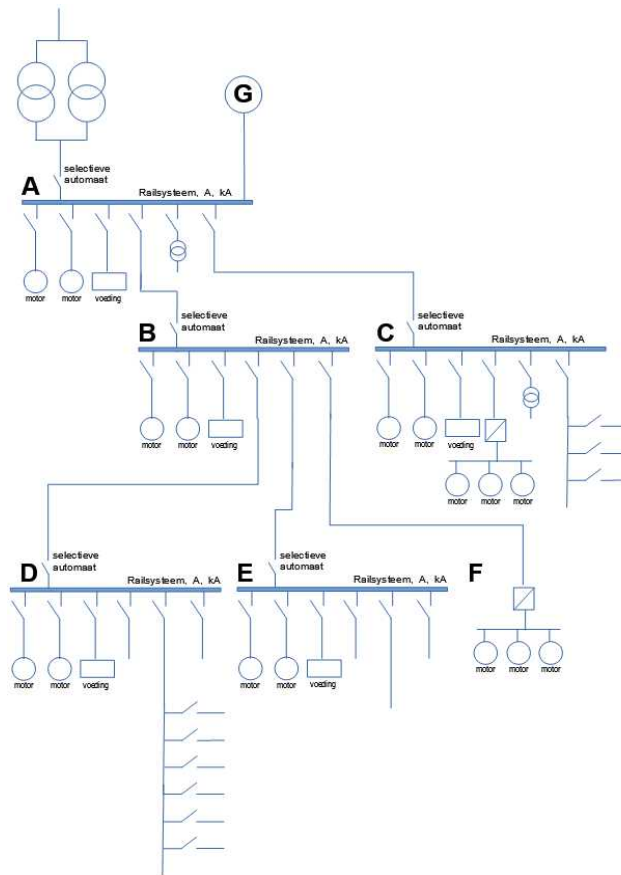 G
selectieve
automaat
A
Railsysteem, A, kA
motor
motor
voeding
selectieve
automaat
B
Railsysteem, A, kA
selectieve
automaat
C
Railsysteem, A, kA
motor
motor
voeding
motor
motor
voeding
motor
motor
motor
selectieve
automaat
D
Railsysteem, A, kA
selectieve
automaat
E
Railsysteem, A, kA
F
motor
motor
voeding
motor
motor
voeding
motor
motor
motor